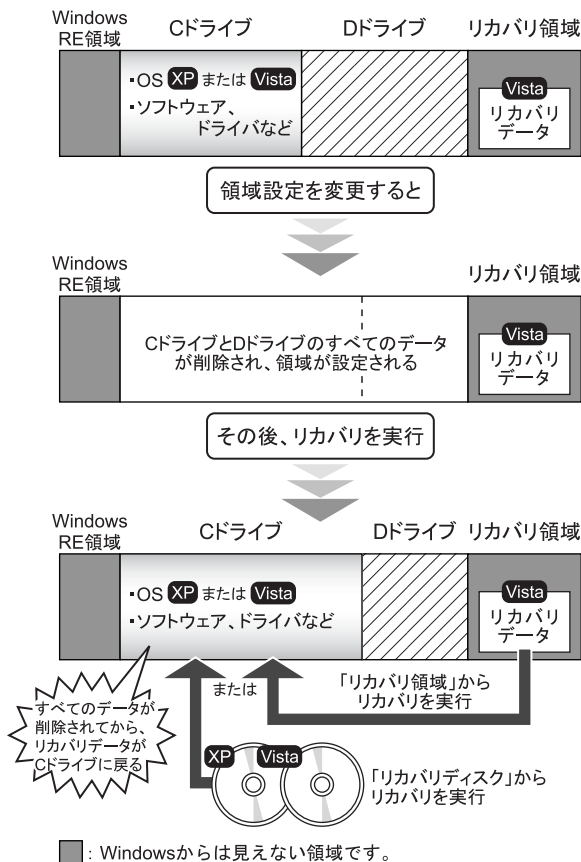 Windows
RE領域
Cドライブ
Dドライブ
リカバリ領域
▪OS XP または Vista
▪ソフトウェア、
ドライバなど
Vista
リカバリ
データ
領域設定を変更すると
Windows
RE領域
リカバリ領域
CドライブとDドライブのすべてのデータ
が削除され、領域が設定される
Vista
リカバリ
データ
その後、リカバリを実行
Windows
RE領域
Cドライブ
Dドライブ
リカバリ領域
▪OS XP または Vista
▪ソフトウェア、ドライバなど
Vista
リカバリ
データ
すべてのデータが
削除されてから、
リカバリデータが
Cドライブに戻る
または
「リカバリ領域」から
リカバリを実行
XP
Vista
「リカバリディスク」から
リカバリを実行
：Windowsからは見えない領域です。